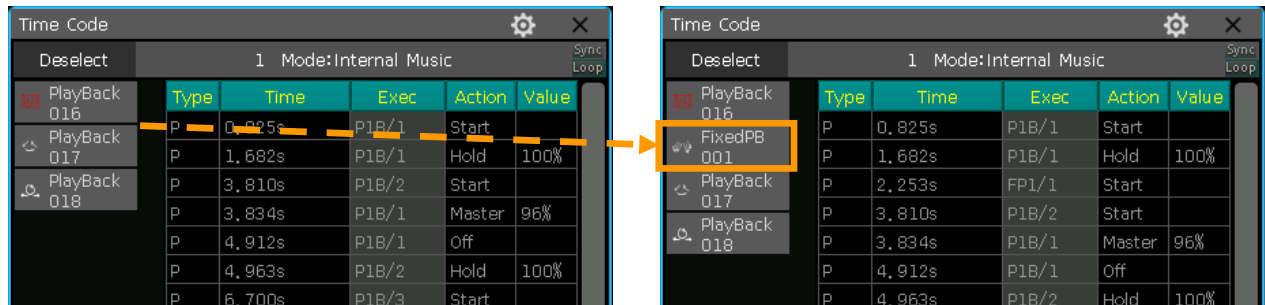 Time Code
Deselect 1 Mode:Internal Music Sync Loop
PlayBack 016
PlayBack 017
PlayBack 018
Type Time Exec Action Value
P 0.825s P1B/1 Start
P 1.682s P1B/1 Hold 100%
P 3.810s P1B/2 Start
P 3.834s P1B/1 Master 96%
P 4.912s P1B/1 Off
P 4.963s P1B/2 Hold 100%
P 6.700s P1B/3 Start
Time Code
Deselect 1 Mode:Internal Music Sync Loop
PlayBack 016
FixedPB 001
PlayBack 017
PlayBack 018
Type Time Exec Action Value
P 0.825s P1B/1 Start
P 1.682s P1B/1 Hold 100%
P 2.253s FP1/1 Start
P 3.810s P1B/2 Start
P 3.834s P1B/1 Master 96%
P 4.912s P1B/1 Off
P 4.963s P1B/2 Hold 100%